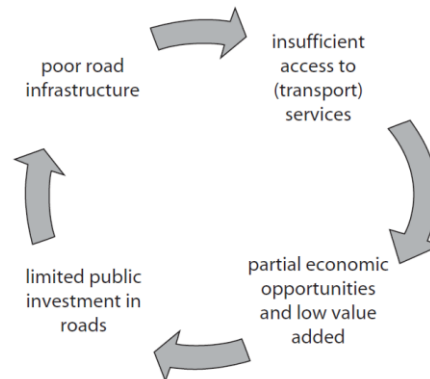 poor road
infrastructure
insufficient
access to
(transport)
services
partial economic
opportunities
and low value
added
limited public
investment in
roads